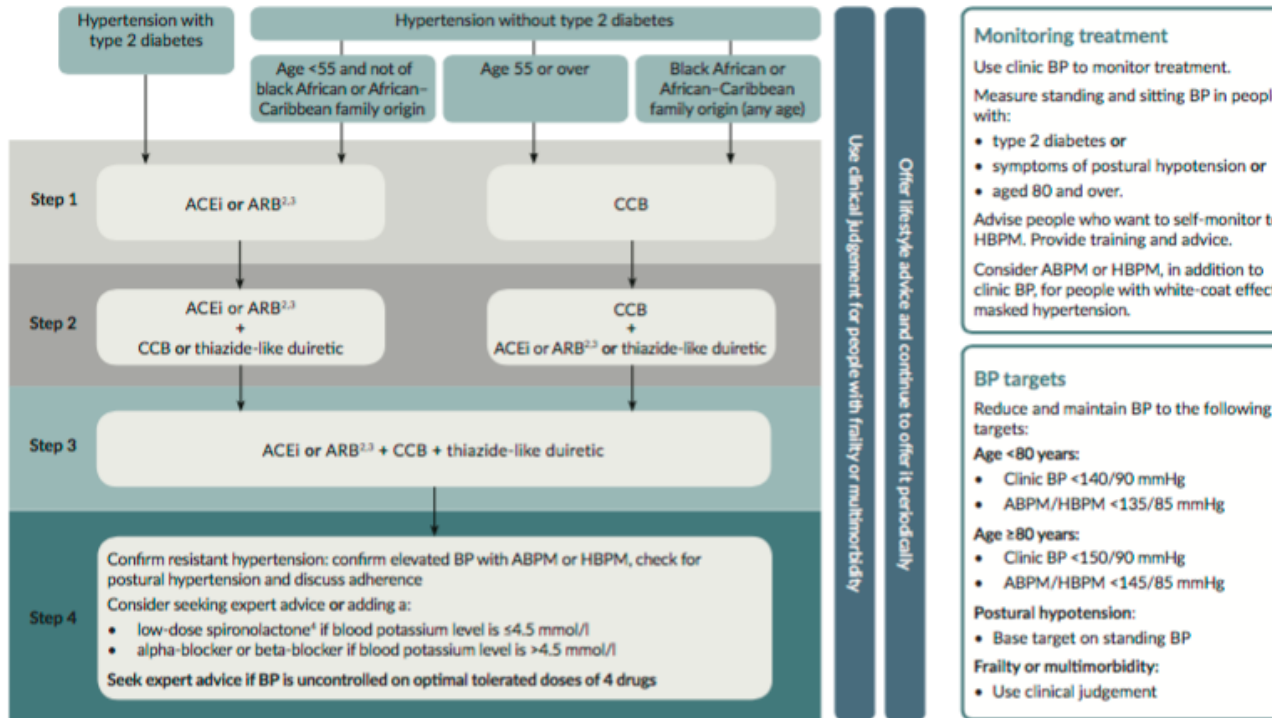 Hypertension with
type 2 diabetes
Hypertension without type 2 diabetes
Age <55 and not of
black African or African–
Caribbean family origin
Age 55 or over
Black African or
African–Caribbean
family origin (any age)
Step 1
ACEi or ARB2,3
CCB
Step 2
ACEi or ARB2,3
+
CCB or thiazide-like duiretic
CCB
+
ACEi or ARB2,3 or thiazide-like duiretic
Step 3
ACEi or ARB2,3 + CCB + thiazide-like duiretic
Step 4
Confirm resistant hypertension: confirm elevated BP with ABPM or HBPM, check for
postural hypertension and discuss adherence
Consider seeking expert advice or adding a:
• low-dose spironolactone4 if blood potassium level is ≤4.5 mmol/l
• alpha-blocker or beta-blocker if blood potassium level is >4.5 mmol/l
Seek expert advice if BP is uncontrolled on optimal tolerated doses of 4 drugs
Use clinical judgement for people with frailty or multimorbidity
Offer lifestyle advice and continue to offer it periodically
Monitoring treatment
Use clinic BP to monitor treatment.
Measure standing and sitting BP in peopl
with:
• type 2 diabetes or
• symptoms of postural hypotension or
• aged 80 and over.
Advise people who want to self-monitor t
HBPM. Provide training and advice.
Consider ABPM or HBPM, in addition to
clinic BP, for people with white-coat effec
masked hypertension.
BP targets
Reduce and maintain BP to the following
targets:
Age <80 years:
• Clinic BP <140/90 mmHg
• ABPM/HBPM <135/85 mmHg
Age ≥80 years:
• Clinic BP <150/90 mmHg
• ABPM/HBPM <145/85 mmHg
Postural hypotension:
• Base target on standing BP
Frailty or multimorbidity:
• Use clinical judgement